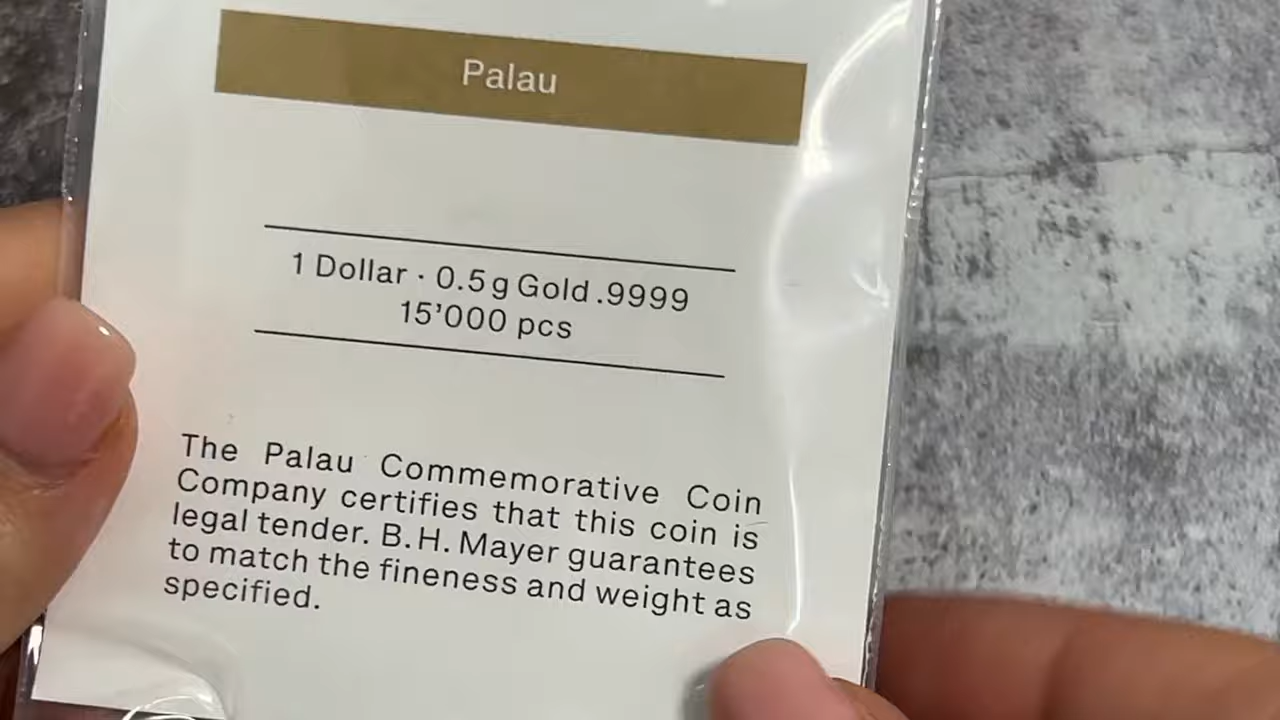 Palau
1 Dollar · 0.5g Gold .9999
15’000 pcs
The Palau Commemorative Coin
Company certifies that this coin is
legal tender. B.H. Mayer guarantees
to match the fineness and weight as
specified.